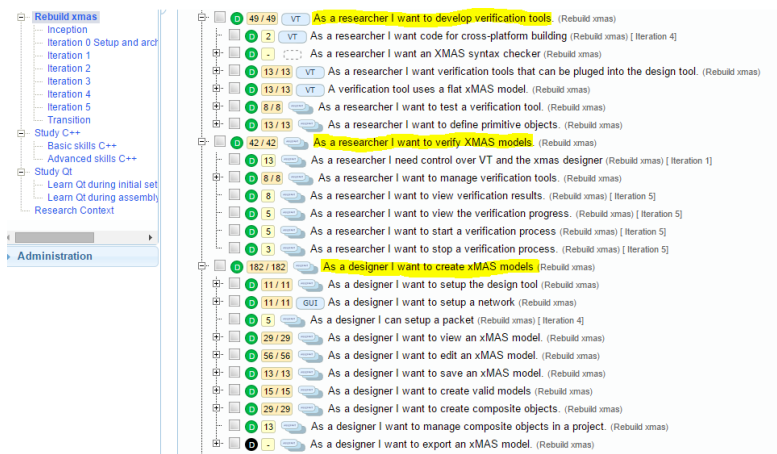 Rebuild xmas
Inception
Iteration 0 Setup and arch
Iteration 1
Iteration 2
Iteration 3
Iteration 4
Iteration 5
Transition
Study C++
Basic skills C++
Advanced skills C++
Study Qt
Learn Qt during initial set
Learn Qt during assembly
Research Context
Administration
D 49 / 49 VT As a researcher I want to develop verification tools. (Rebuild xmas)
D 2 VT As a researcher I want code for cross-platform building (Rebuild xmas) [ Iteration 4]
D - As a researcher I want an XMAS syntax checker (Rebuild xmas)
D 13 / 13 VT As a researcher I want verification tools that can be pluged into the design tool. (Rebuild xmas)
D 13 / 13 VT A verification tool uses a flat xMAS model. (Rebuild xmas)
D 8 / 8 As a researcher I want to test a verification tool. (Rebuild xmas)
D 13 / 13 As a researcher I want to define primitive objects. (Rebuild xmas)
D 42 / 42 As a researcher I want to verify XMAS models. (Rebuild xmas)
D 13 As a researcher I need control over VT and the xmas designer (Rebuild xmas) [ Iteration 1]
D 8 / 8 As a researcher I want to manage verification tools. (Rebuild xmas)
D 8 As a researcher I want to view verification results. (Rebuild xmas) [ Iteration 5]
D 5 As a researcher I want to view the verification progress. (Rebuild xmas) [ Iteration 5]
D 5 As a researcher I want to start a verification process (Rebuild xmas) [ Iteration 5]
D 3 As a researcher I want to stop a verification process. (Rebuild xmas) [ Iteration 5]
D 182 / 182 As a designer I want to create xMAS models (Rebuild xmas)
D 11 / 11 As a designer I want to setup the design tool (Rebuild xmas)
D 11 / 11 GUI As a designer I want to setup a network (Rebuild xmas)
D 5 As a designer I can setup a packet (Rebuild xmas) [ Iteration 4]
D 29 / 29 As a designer I want to view an xMAS model. (Rebuild xmas)
D 56 / 56 As a designer I want to edit an xMAS model. (Rebuild xmas)
D 13 / 13 As a designer I want to save an xMAS model. (Rebuild xmas)
D 15 / 15 As a designer I want to create valid models (Rebuild xmas)
D 29 / 29 As a designer I want to create composite objects. (Rebuild xmas)
D 13 As a designer I want to manage composite objects in a project. (Rebuild xmas)
D - As a designer I want to export an xMAS model. (Rebuild xmas)